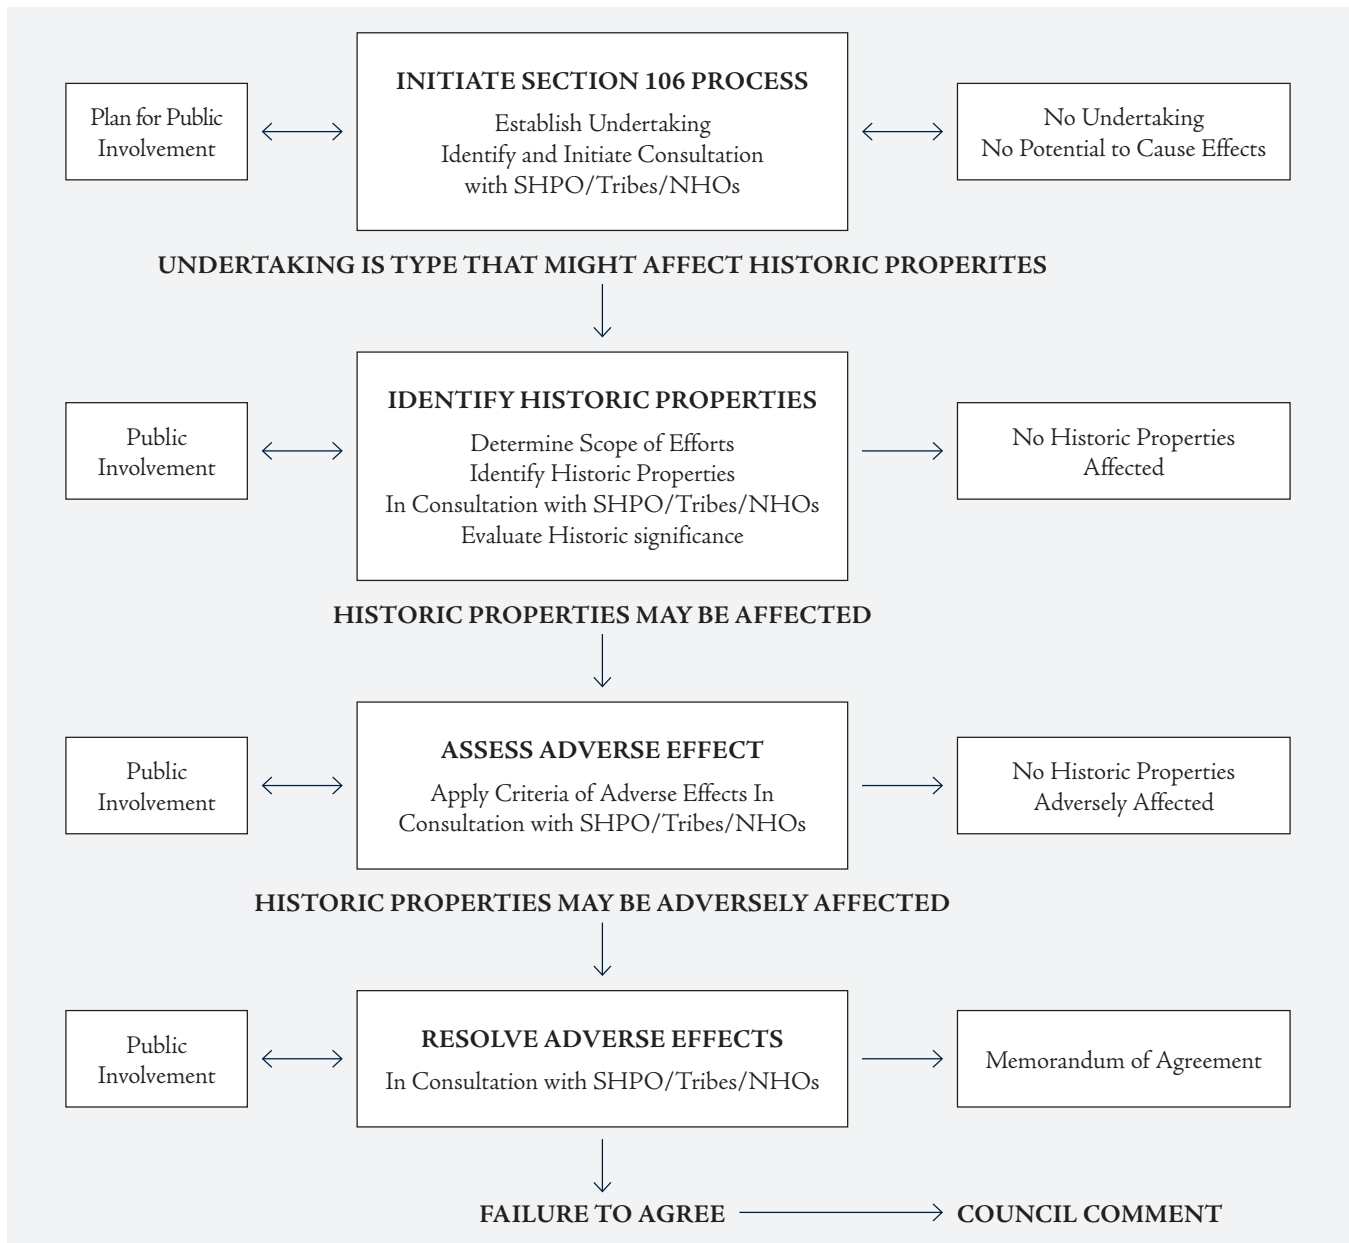 INITIATE SECTION 106 PROCESS
Establish Undertaking
Identify and Initiate Consultation
with SHPO/Tribes/NHOs
Plan for Public
Involvement
No Undertaking
No Potential to Cause Effects
UNDERTAKING IS TYPE THAT MIGHT AFFECT HISTORIC PROPERITES
IDENTIFY HISTORIC PROPERTIES
Determine Scope of Efforts
Identify Historic Properties
In Consultation with SHPO/Tribes/NHOs
Evaluate Historic significance
Public
Involvement
No Historic Properties
Affected
HISTORIC PROPERTIES MAY BE AFFECTED
ASSESS ADVERSE EFFECT
Apply Criteria of Adverse Effects In
Consultation with SHPO/Tribes/NHOs
Public
Involvement
No Historic Properties
Adversely Affected
HISTORIC PROPERTIES MAY BE ADVERSELY AFFECTED
RESOLVE ADVERSE EFFECTS
In Consultation with SHPO/Tribes/NHOs
Public
Involvement
Memorandum of Agreement
FAILURE TO AGREE
COUNCIL COMMENT